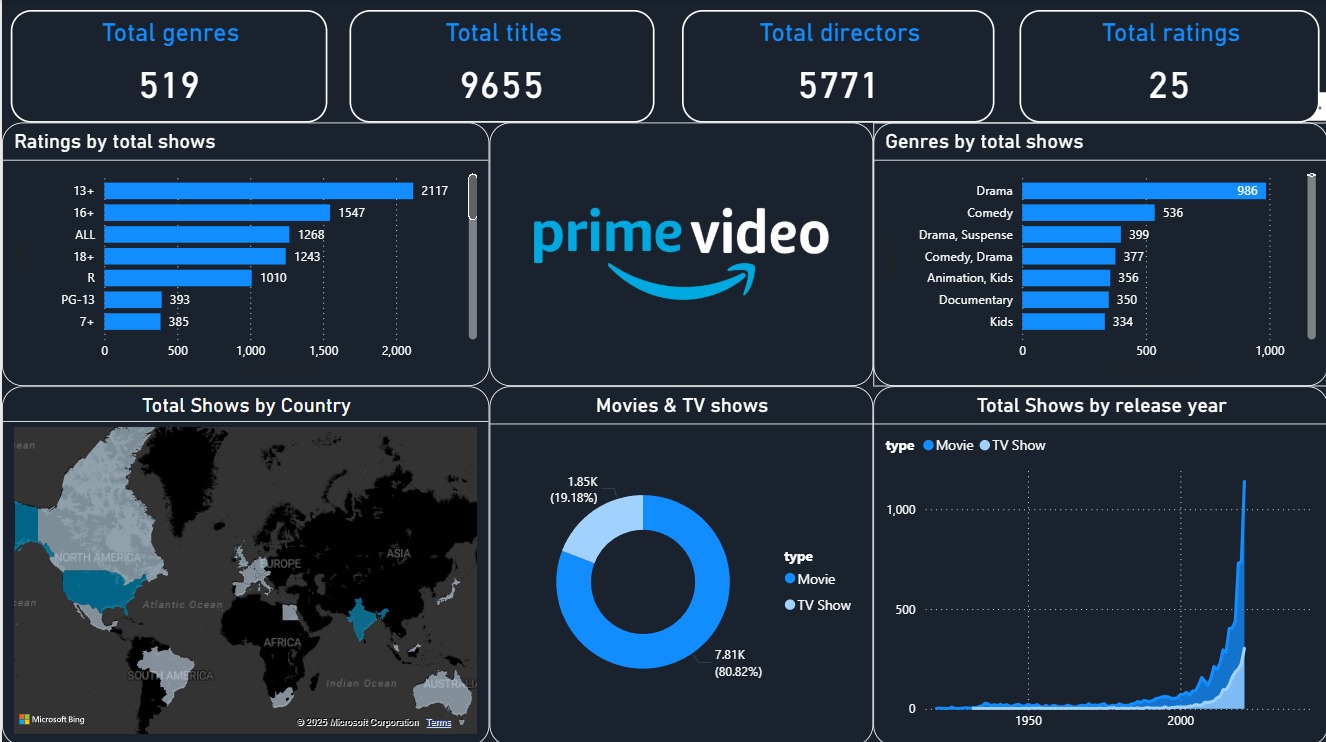 Total genres
519
Total titles
9655
Total directors
5771
Total ratings
25
Ratings by total shows
13+ 2117
16+ 1547
ALL 1268
18+ 1243
R 1010
PG-13 393
7+ 385
0 500 1,000 1,500 2,000
prime video
Genres by total shows
Drama 986
Comedy 536
Drama, Suspense 399
Comedy, Drama 377
Animation, Kids 356
Documentary 350
Kids 334
0 500 1,000
Total Shows by Country
ean
NORTH AMERICA
EUROPE
ASIA
cean
Atlantic Ocean
AFRICA
SOUTH AMERICA
Indian Ocean
AUSTRALIA
Microsoft Bing
© 2025 Microsoft Corporation Terms
Movies & TV shows
1.85K
(19.18%)
type
Movie
TV Show
7.81K
(80.82%)
Total Shows by release year
type Movie TV Show
1,000
500
0
1950 2000